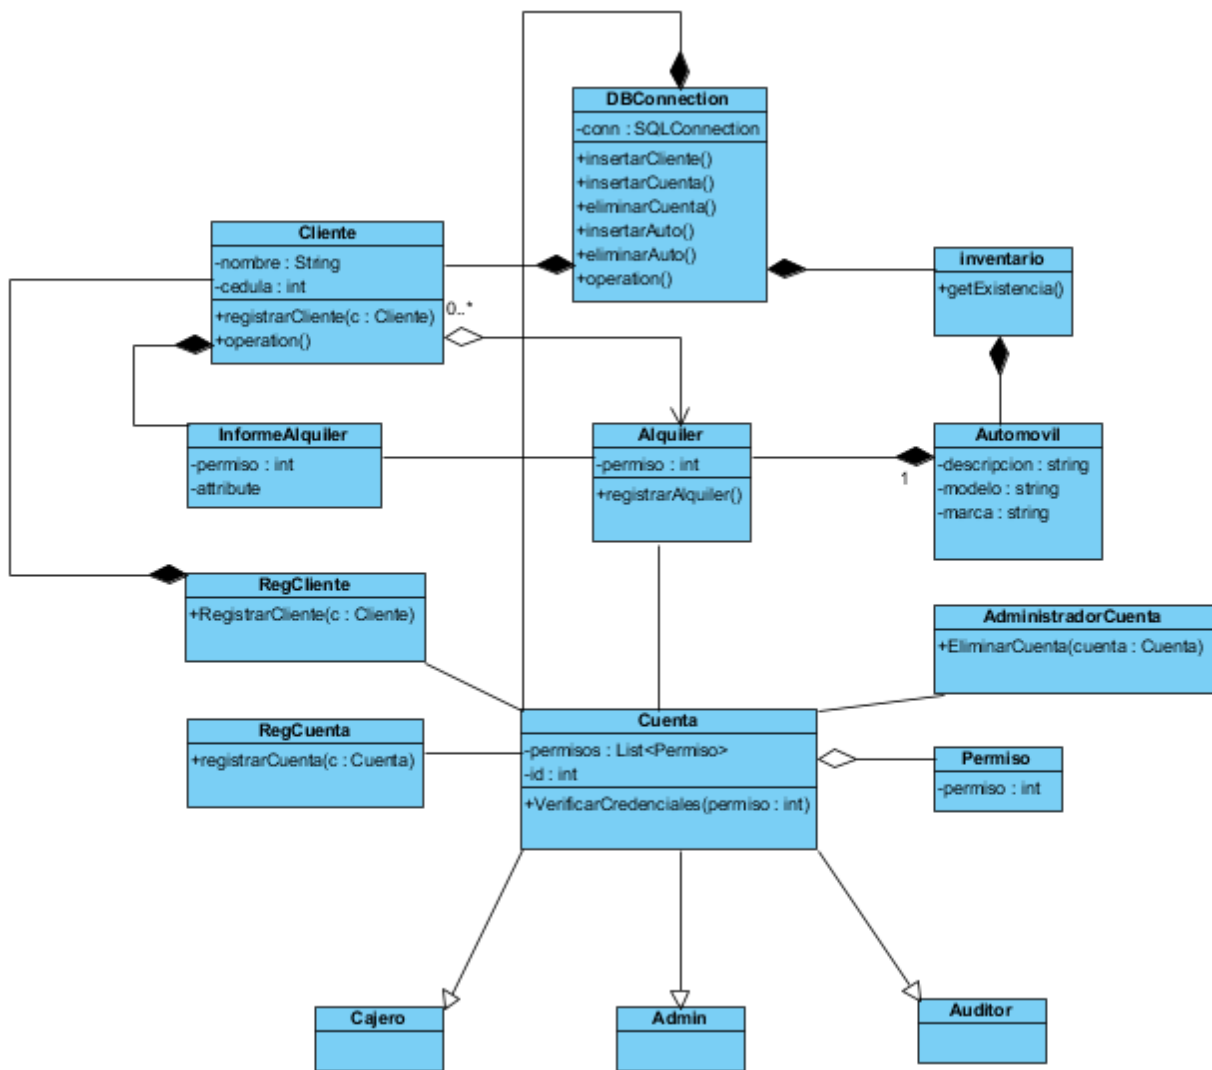 DBConnection
-conn : SQLConnection
+insertarCliente()
+insertarCuenta()
+eliminarCuenta()
+insertarAuto()
+eliminarAuto()
+operation()
Cliente
-nombre : String
-cedula : int
+registrarCliente(c : Cliente)
+operation()
0..*
inventario
+getExistencia()
InformeAlquiler
-permiso : int
-attribute
Alquiler
-permiso : int
+registrarAlquiler()
1
Automovil
-descripcion : string
-modelo : string
-marca : string
RegCliente
+RegistrarCliente(c : Cliente)
AdministradorCuenta
+EliminarCuenta(cuenta : Cuenta)
RegCuenta
+registrarCuenta(c : Cuenta)
Cuenta
-permisos : List<Permiso>
-id : int
+VerificarCredenciales(permiso : int)
Permiso
-permiso : int
Cajero
Admin
Auditor